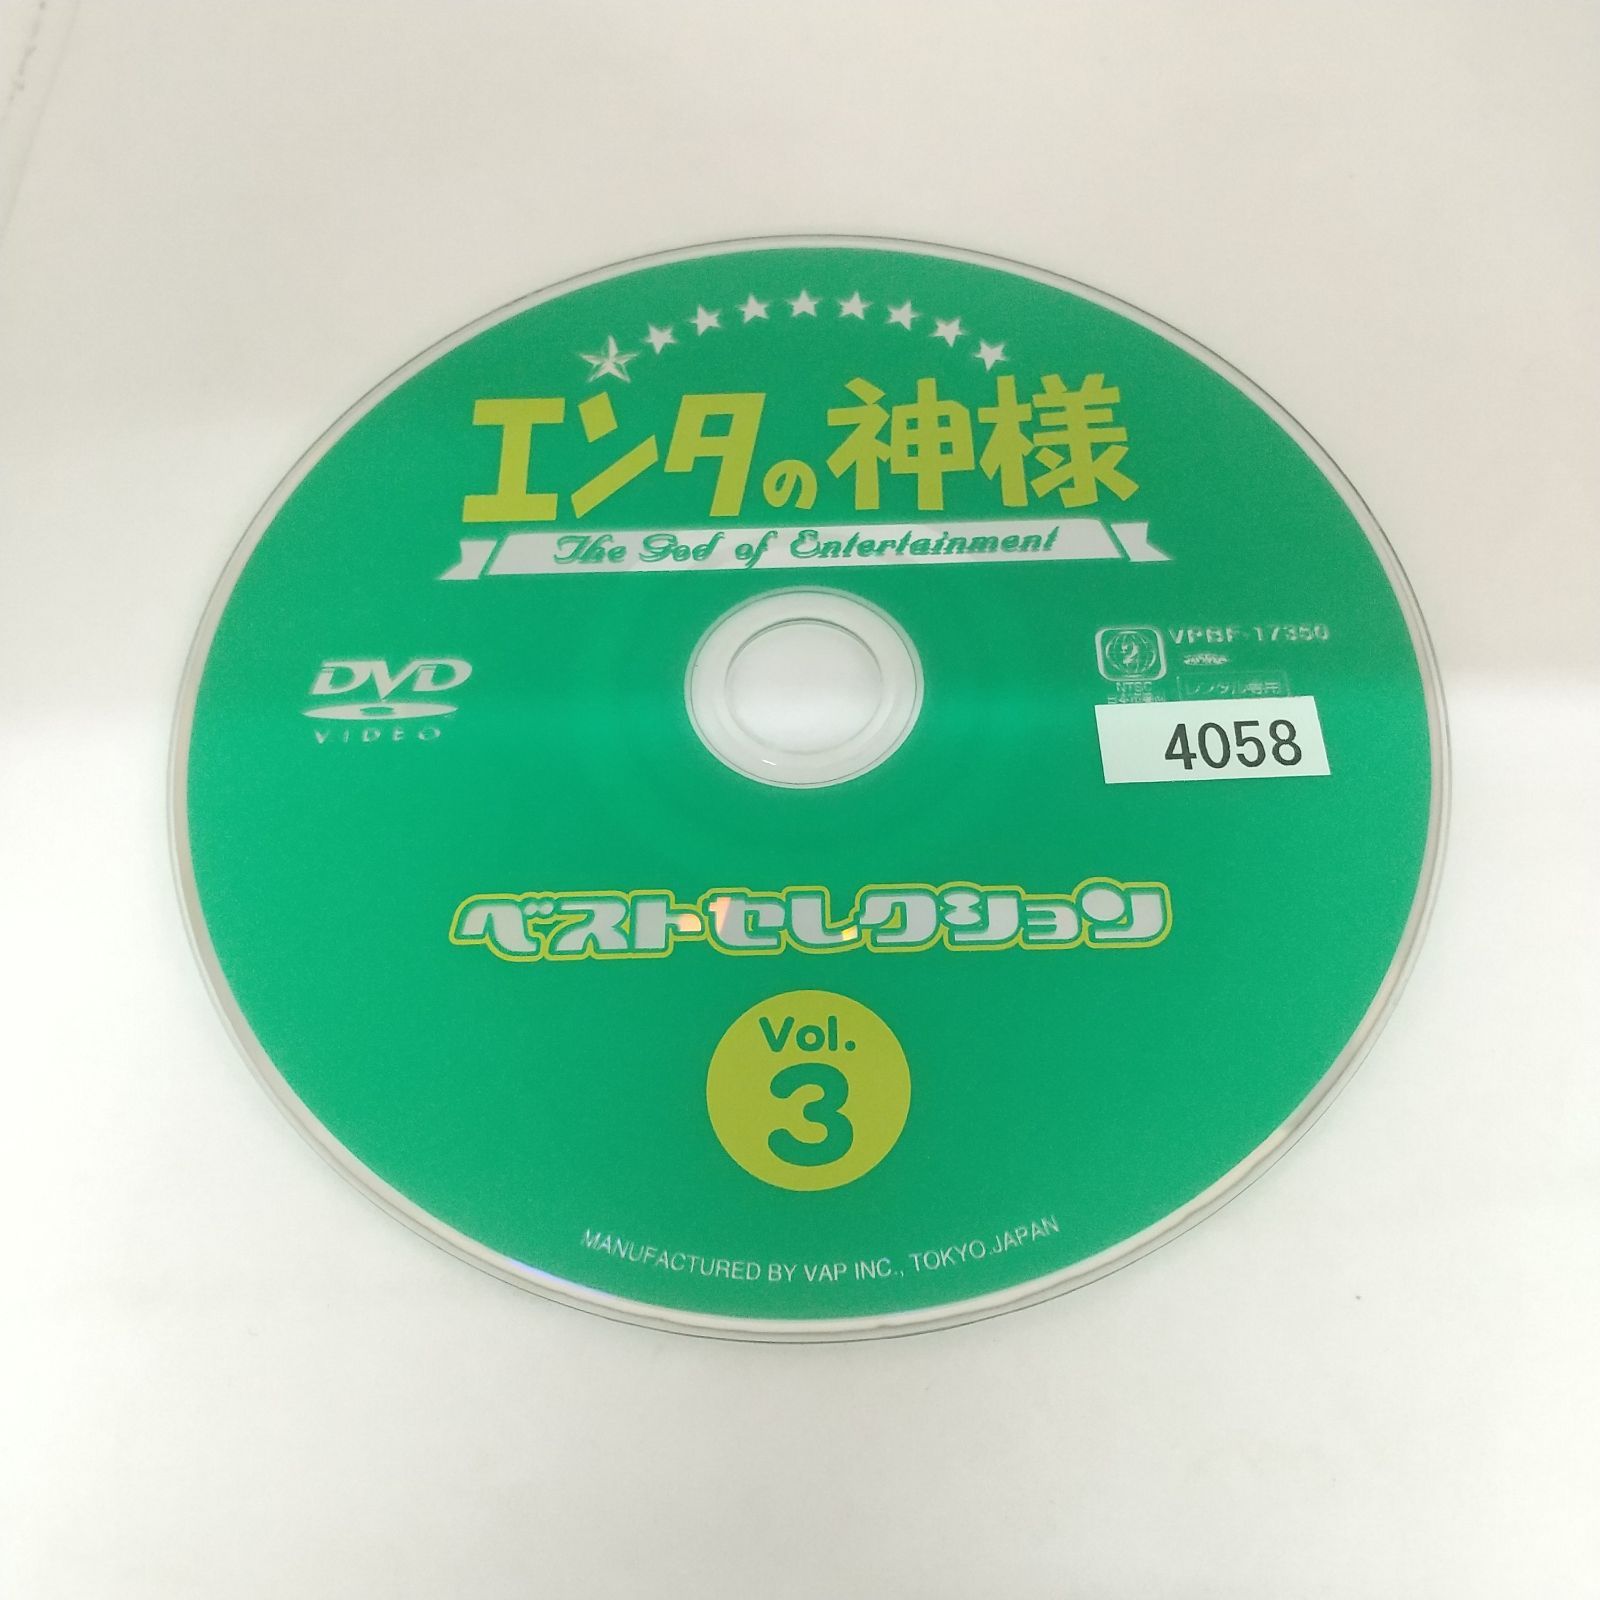 エンタの神様
The God of Entertainment
DVD
VIDEO
VPBF-17350
2
NTSC
レンタル専用
4058
ベストセレクション
Vol.
3
MANUFACTURED BY VAP INC., TOKYO.JAPAN